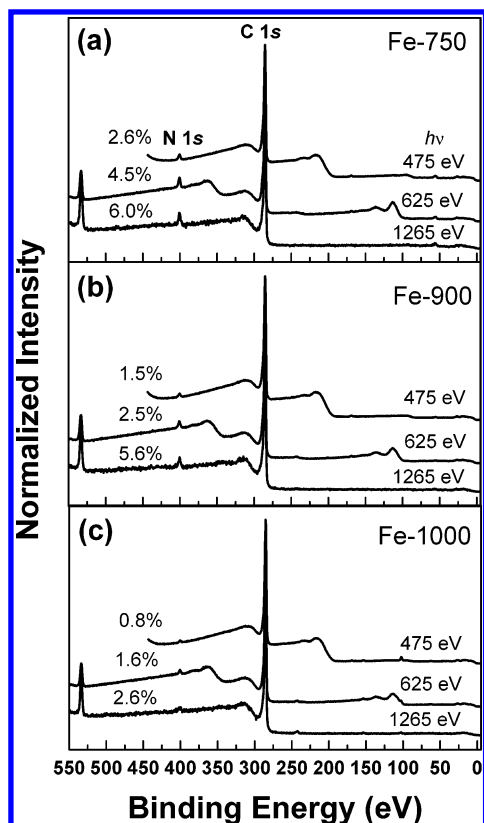 (a)
C 1s
Fe-750
2.6%
N 1s
hν
475 eV
4.5%
625 eV
6.0%
1265 eV
(b)
Fe-900
1.5%
475 eV
2.5%
625 eV
5.6%
1265 eV
(c)
Fe-1000
0.8%
475 eV
1.6%
625 eV
2.6%
1265 eV
Normalized Intensity
550 500 450 400 350 300 250 200 150 100 50 0
Binding Energy (eV)